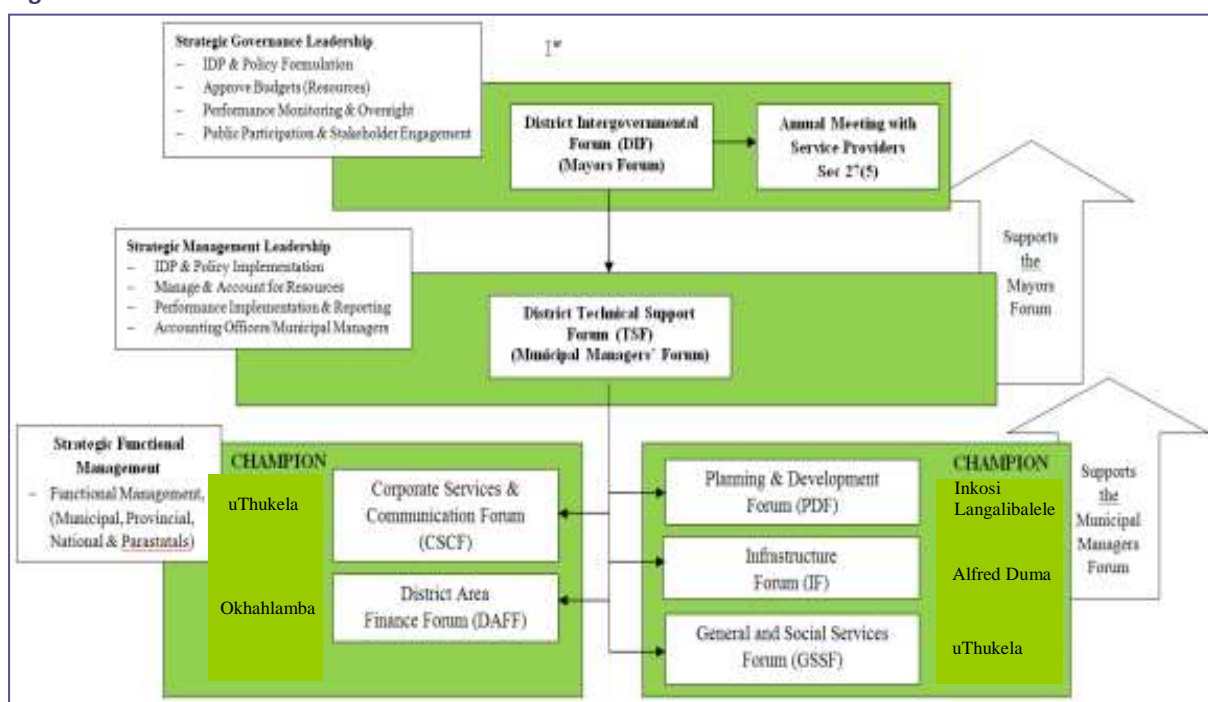 Strategic Governance Leadership
– IDP & Policy Formulation
– Approve Budgets (Resources)
– Performance Monitoring & Oversight
– Public Participation & Stakeholder Engagement
District Intergovernmental
Forum (DIF)
(Mayors Forum)
Annual Meeting with
Service Providers
Sec 27(5)
Supports
the
Mayors
Forum
Strategic Management Leadership
– IDP & Policy Implementation
– Manage & Account for Resources
– Performance Implementation & Reporting
– Accounting Officers/Municipal Managers
District Technical Support
Forum (TSF)
(Municipal Managers' Forum)
Strategic Functional
Management
– Functional Management,
(Municipal, Provincial,
National & Parastatals)
CHAMPION
uThukela
Corporate Services &
Communication Forum
(CSCF)
Okhahlamba
District Area
Finance Forum (DAFF)
CHAMPION
Planning & Development
Forum (PDF)
Inkosi
Langalibalele
Infrastructure
Forum (IF)
Alfred Duma
General and Social Services
Forum (GSSF)
uThukela
Supports
the
Municipal
Managers
Forum